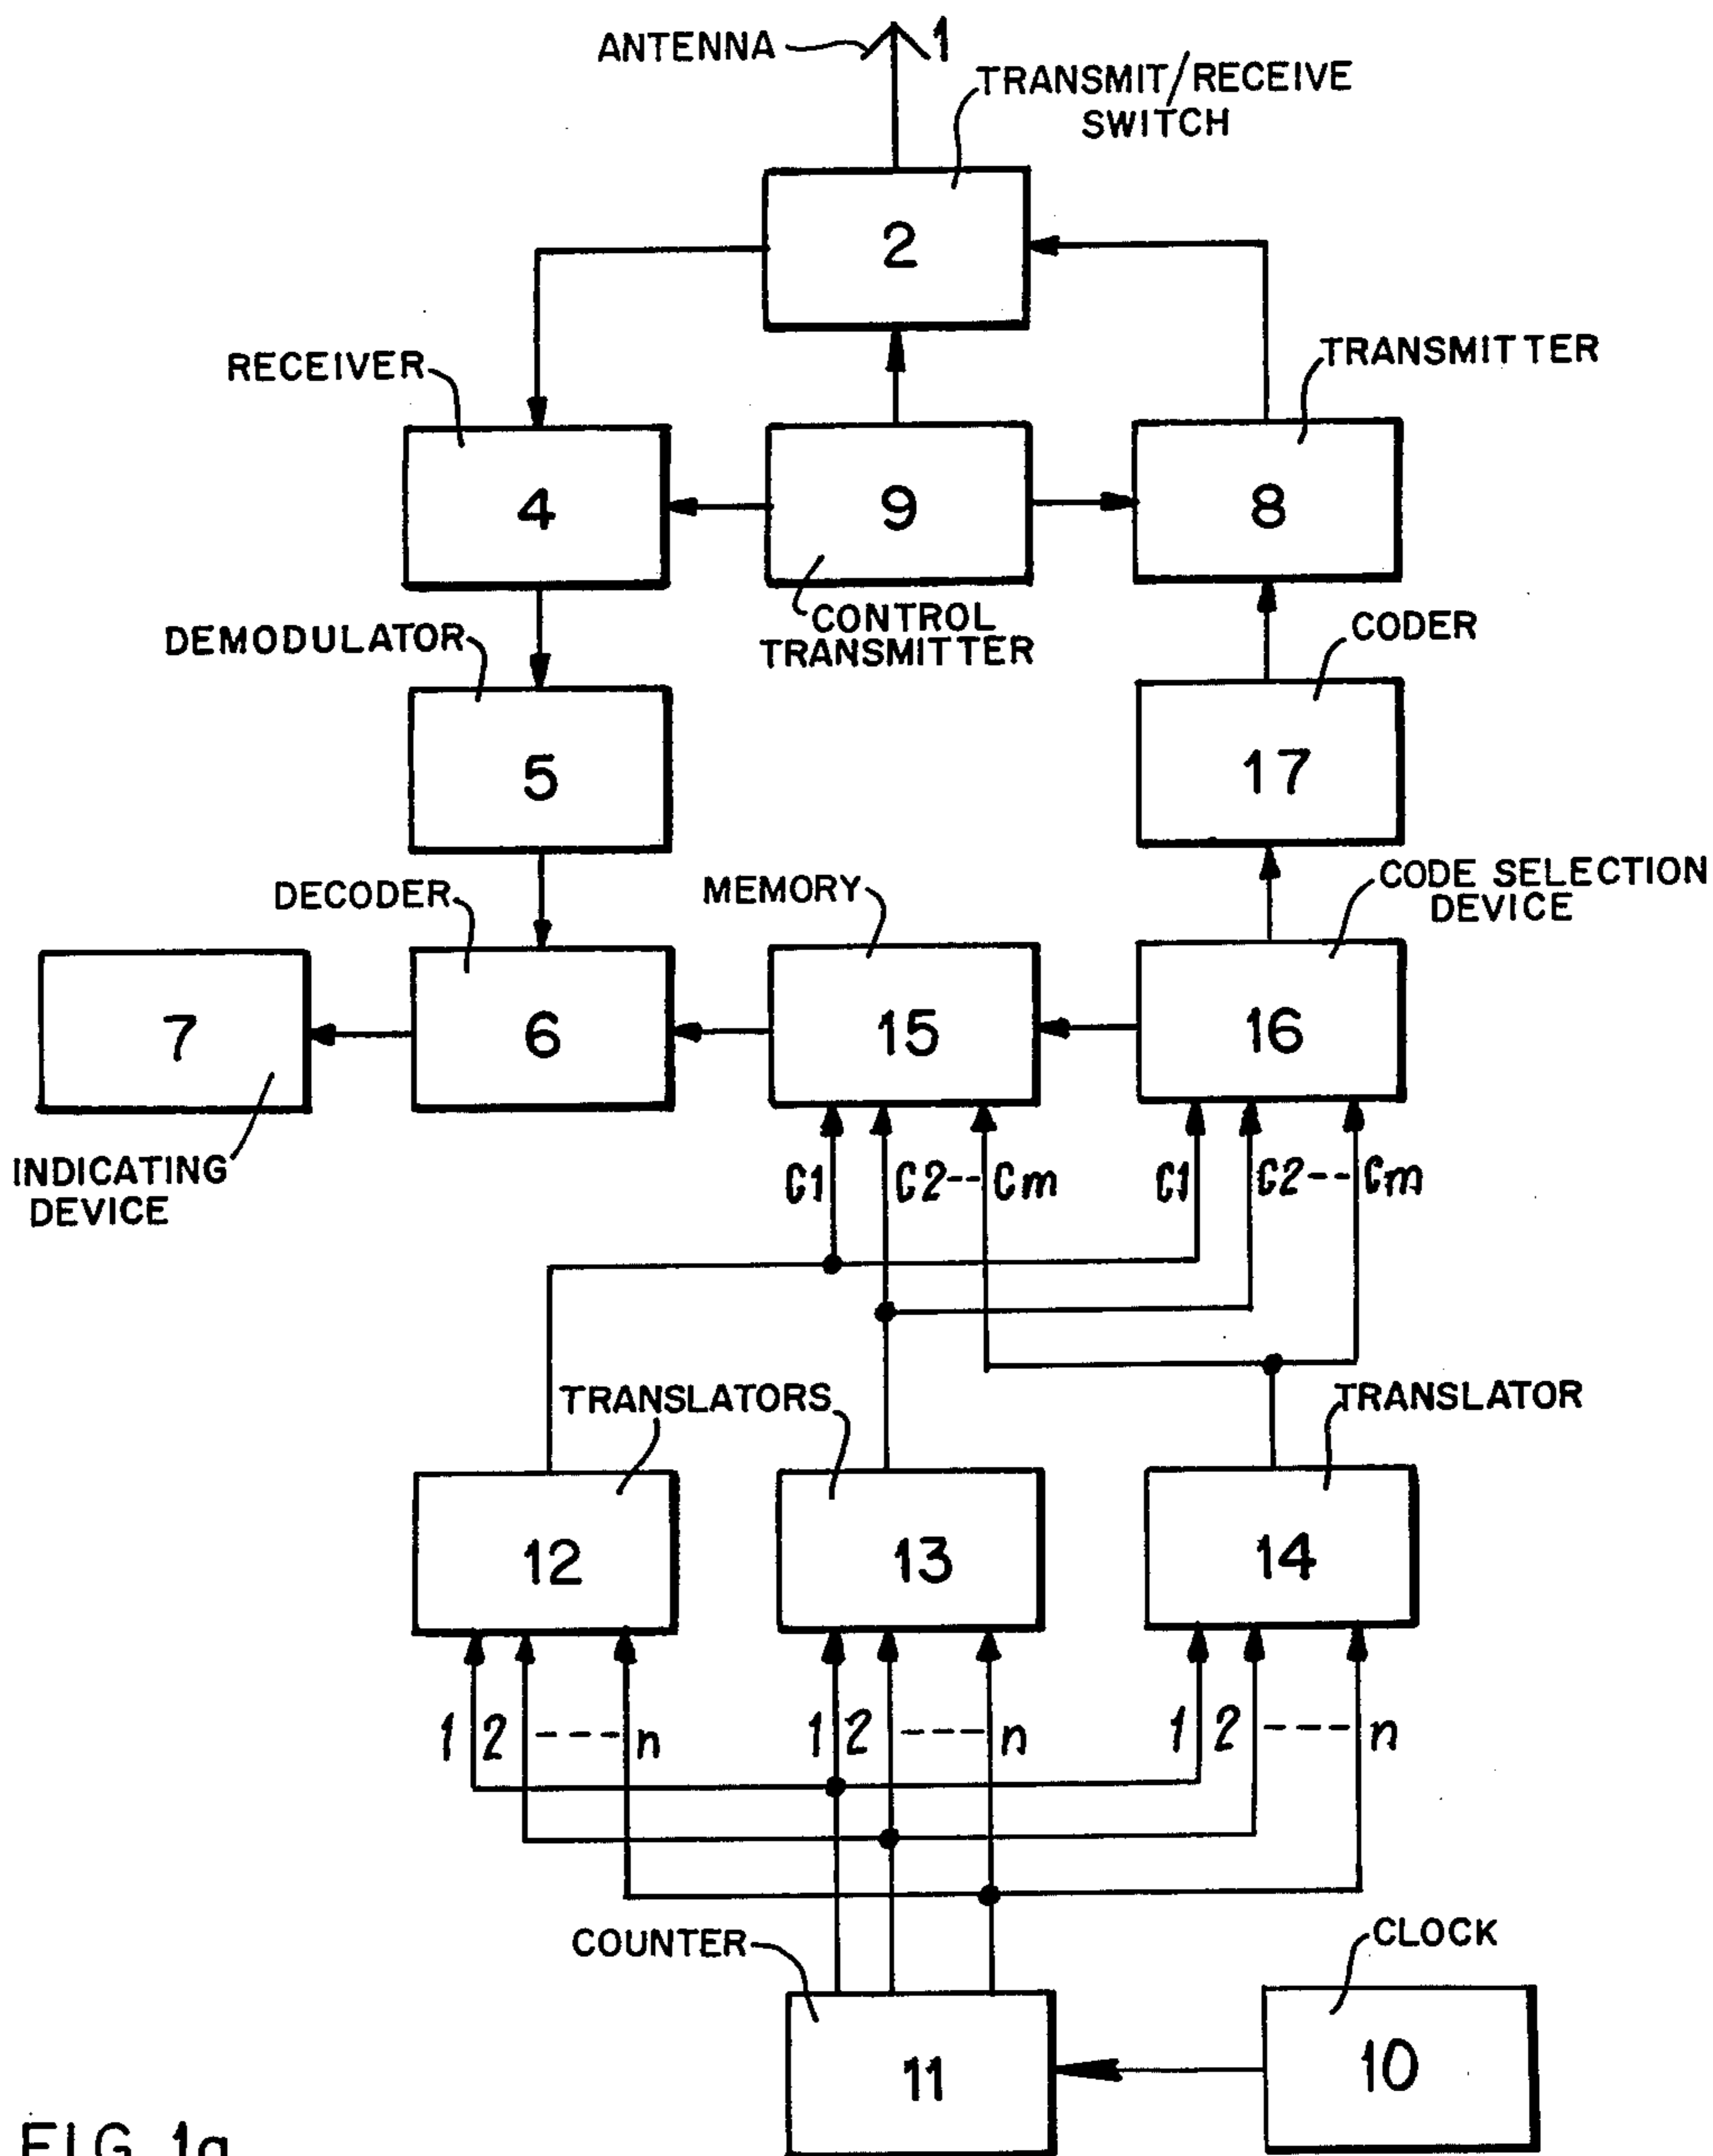 ANTENNA 1
TRANSMIT/RECEIVE
SWITCH
2
RECEIVER
TRANSMITTER
4
9
8
CONTROL
TRANSMITTER
DEMODULATOR
CODER
5
17
DECODER
MEMORY
CODE SELECTION
DEVICE
7
6
15
16
INDICATING
DEVICE
C1 C2--Cm
C1 C2--Cm
TRANSLATORS
TRANSLATOR
12
13
14
1 2 ---- n
1 2 ---- n
1 2 ---- n
COUNTER
CLOCK
11
10
FIG. 1a